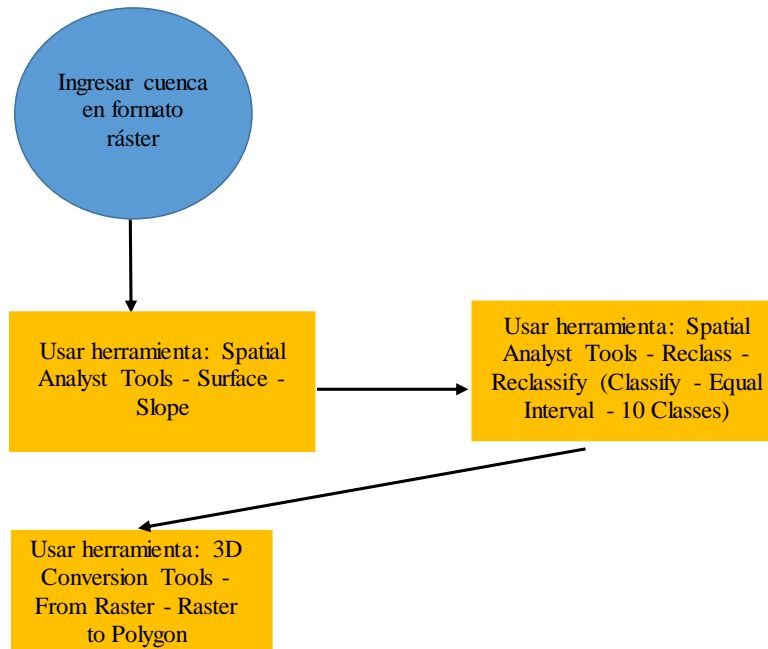 Ingresar cuenca
en formato
ráster
Usar herramienta: Spatial
Analyst Tools - Surface -
Slope
Usar herramienta: Spatial
Analyst Tools - Reclass -
Reclassify (Classify - Equal
Interval - 10 Classes)
Usar herramienta: 3D
Conversion Tools -
From Raster - Raster
to Polygon